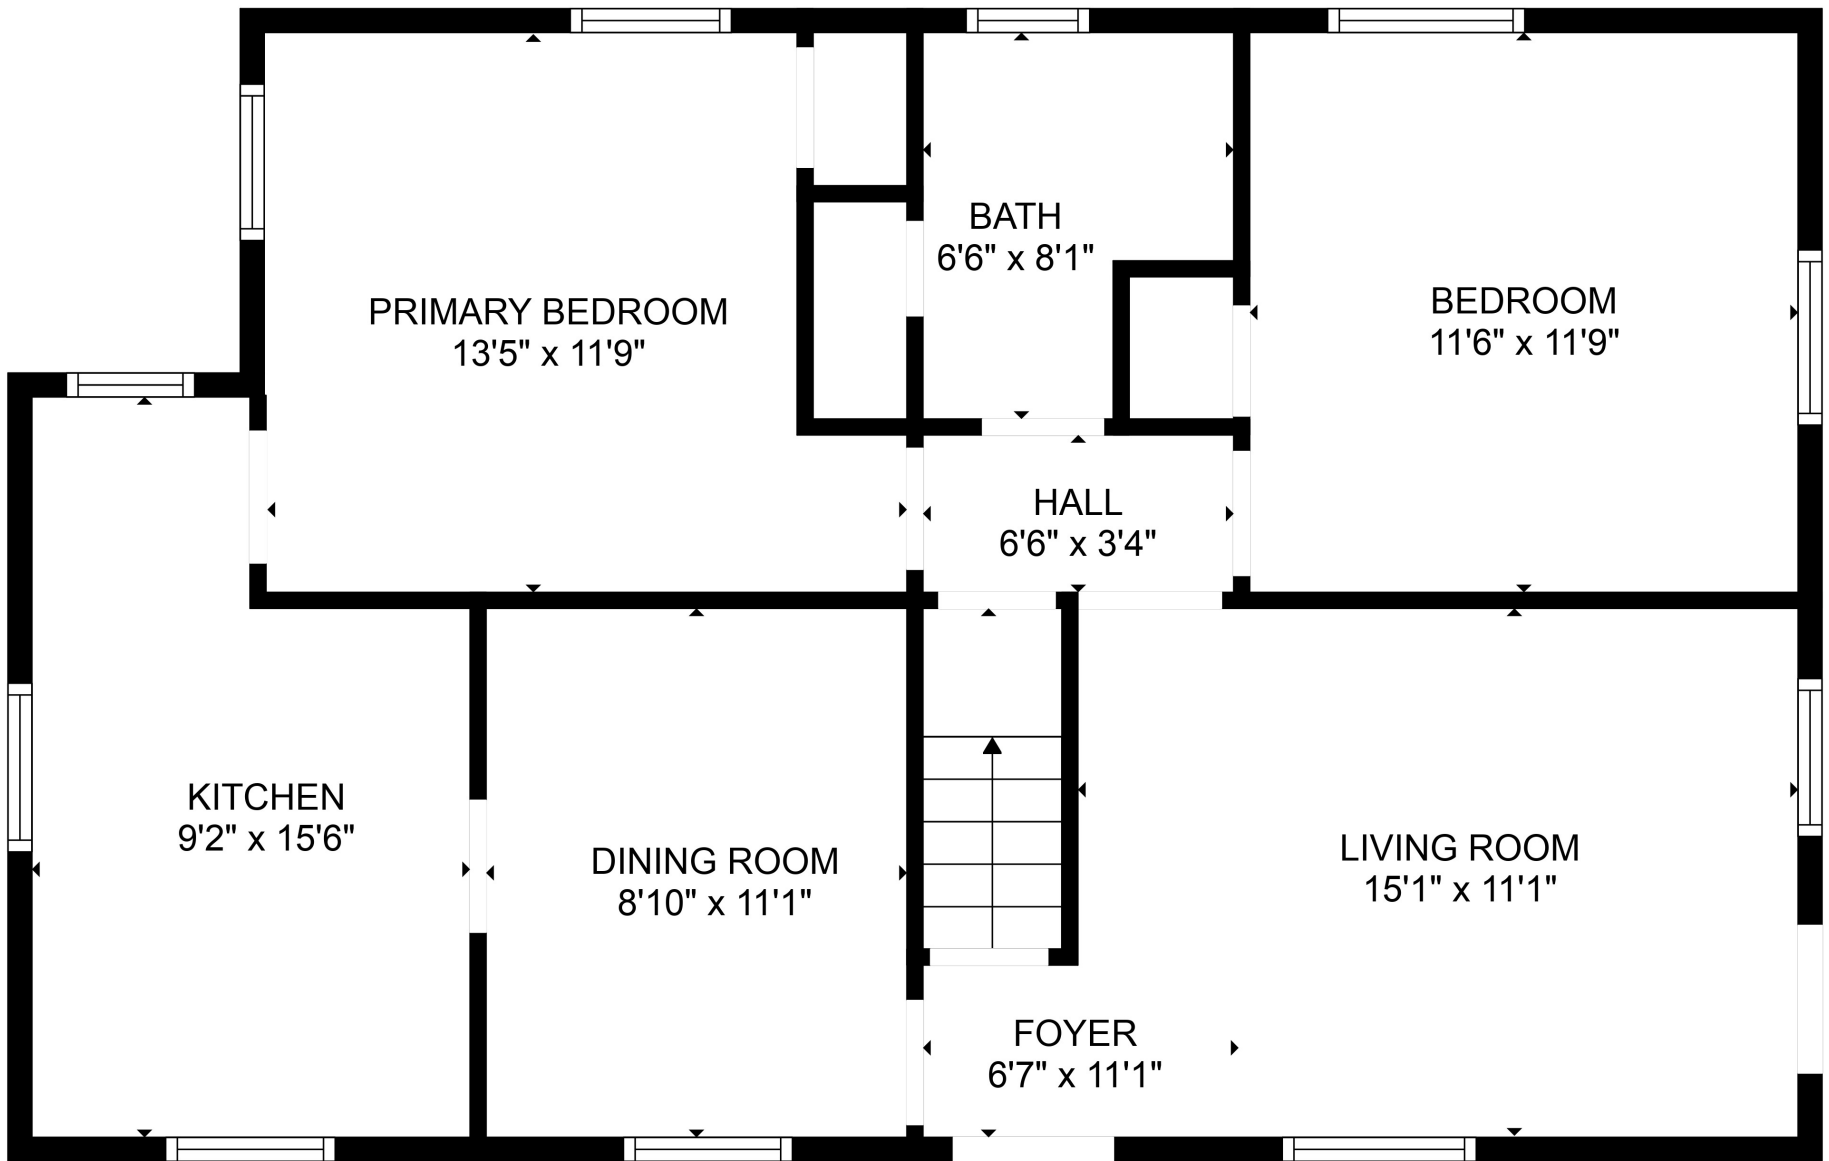 BATH
6'6" x 8'1"
PRIMARY BEDROOM
13'5" x 11'9"
BEDROOM
11'6" x 11'9"
HALL
6'6" x 3'4"
KITCHEN
9'2" x 15'6"
DINING ROOM
8'10" x 11'1"
LIVING ROOM
15'1" x 11'1"
FOYER
6'7" x 11'1"